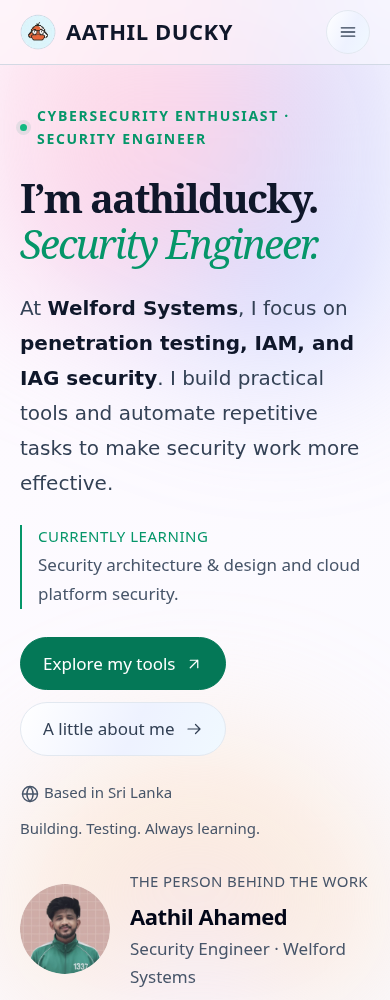 AATHIL DUCKY
CYBERSECURITY ENTHUSIAST ·
SECURITY ENGINEER
I’m aathilducky.
Security Engineer.
At Welford Systems, I focus on
penetration testing, IAM, and
IAG security. I build practical
tools and automate repetitive
tasks to make security work more
effective.
CURRENTLY LEARNING
Security architecture & design and cloud
platform security.
Explore my tools
A little about me
Based in Sri Lanka
Building. Testing. Always learning.
THE PERSON BEHIND THE WORK
Aathil Ahamed
Security Engineer · Welford
Systems